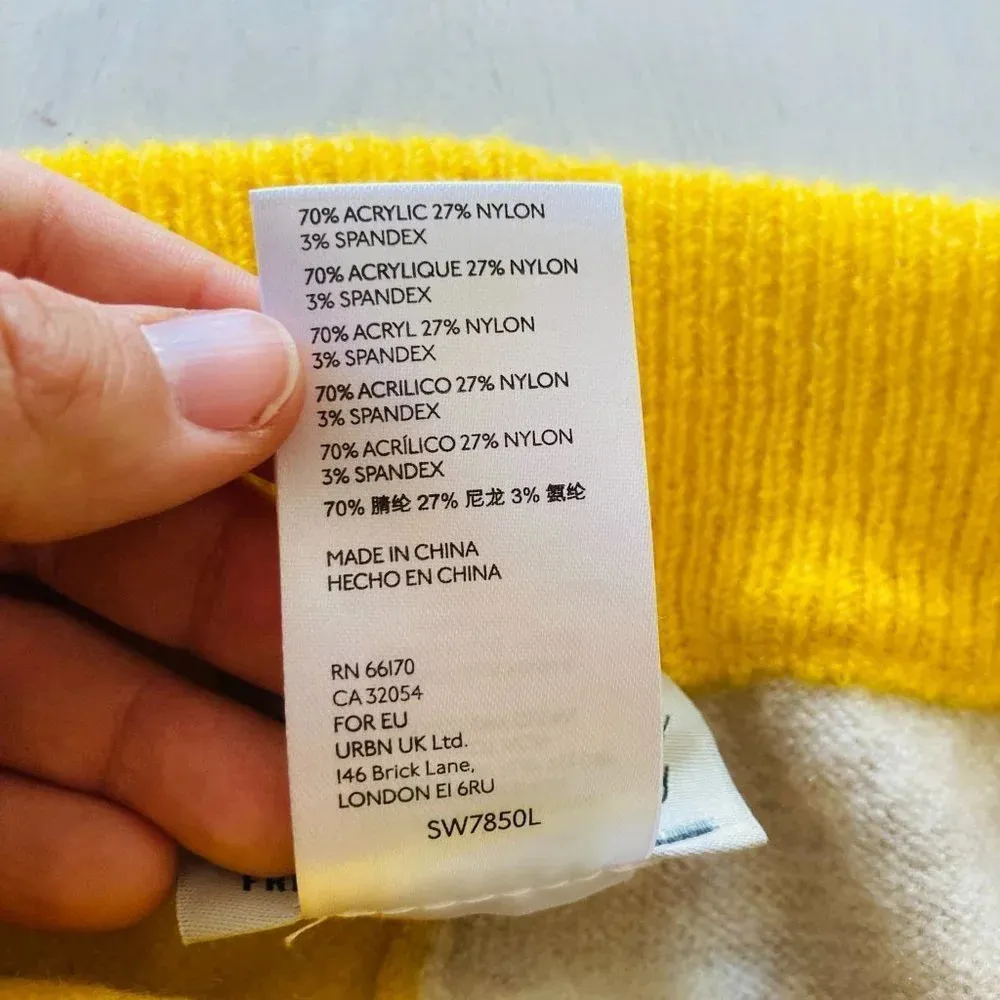 70% ACRYLIC 27% NYLON
3% SPANDEX
70% ACRYLIQUE 27% NYLON
3% SPANDEX
70% ACRYL 27% NYLON
3% SPANDEX
70% ACRILICO 27% NYLON
3% SPANDEX
70% ACRÍLICO 27% NYLON
3% SPANDEX
70% 腈纶 27% 尼龙 3% 氨纶
MADE IN CHINA
HECHO EN CHINA
RN 66170
CA 32054
FOR EU
URBN UK Ltd.
146 Brick Lane,
LONDON E1 6RU
SW7850L